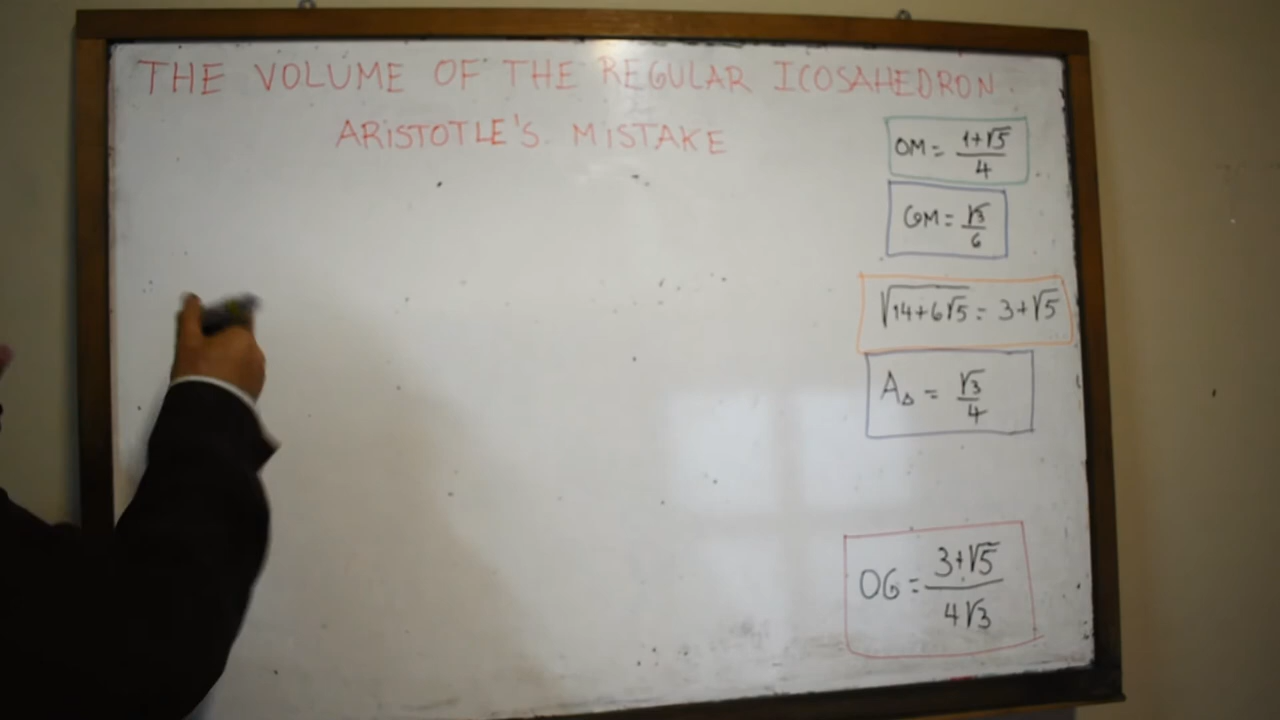 THE VOLUME OF THE REGULAR ICOSAHEDRON.
ARISTOTLE'S. MISTAKE
OM = (1+√5)/4
GM = √3/6
√(14+6√5) = 3+√5
A△ = √3/4
OG = (3+√5)/(4√3)